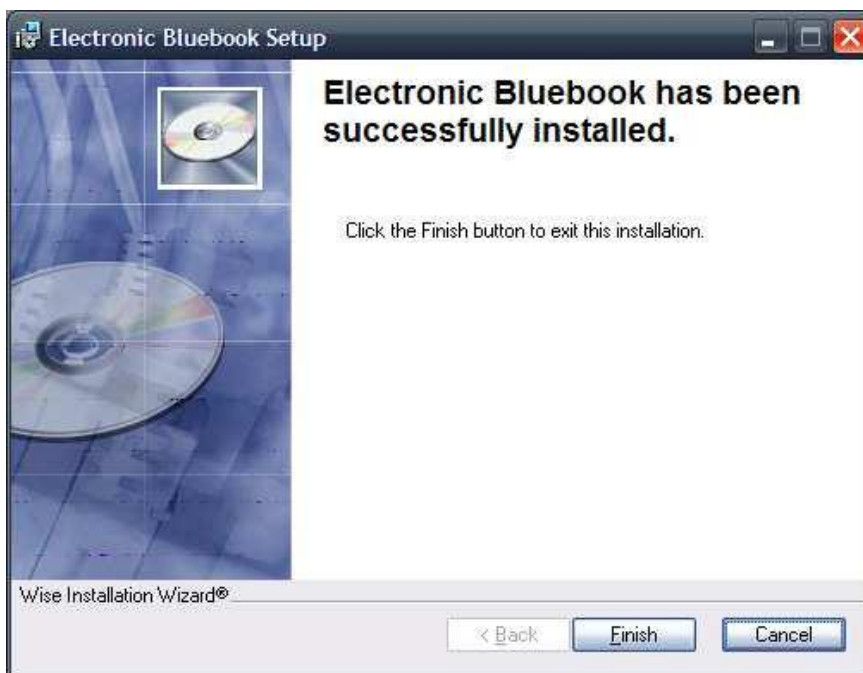 Electronic Bluebook Setup
Electronic Bluebook has been
successfully installed.
Click the Finish button to exit this installation.
Wise Installation Wizard®
< Back
Finish
Cancel